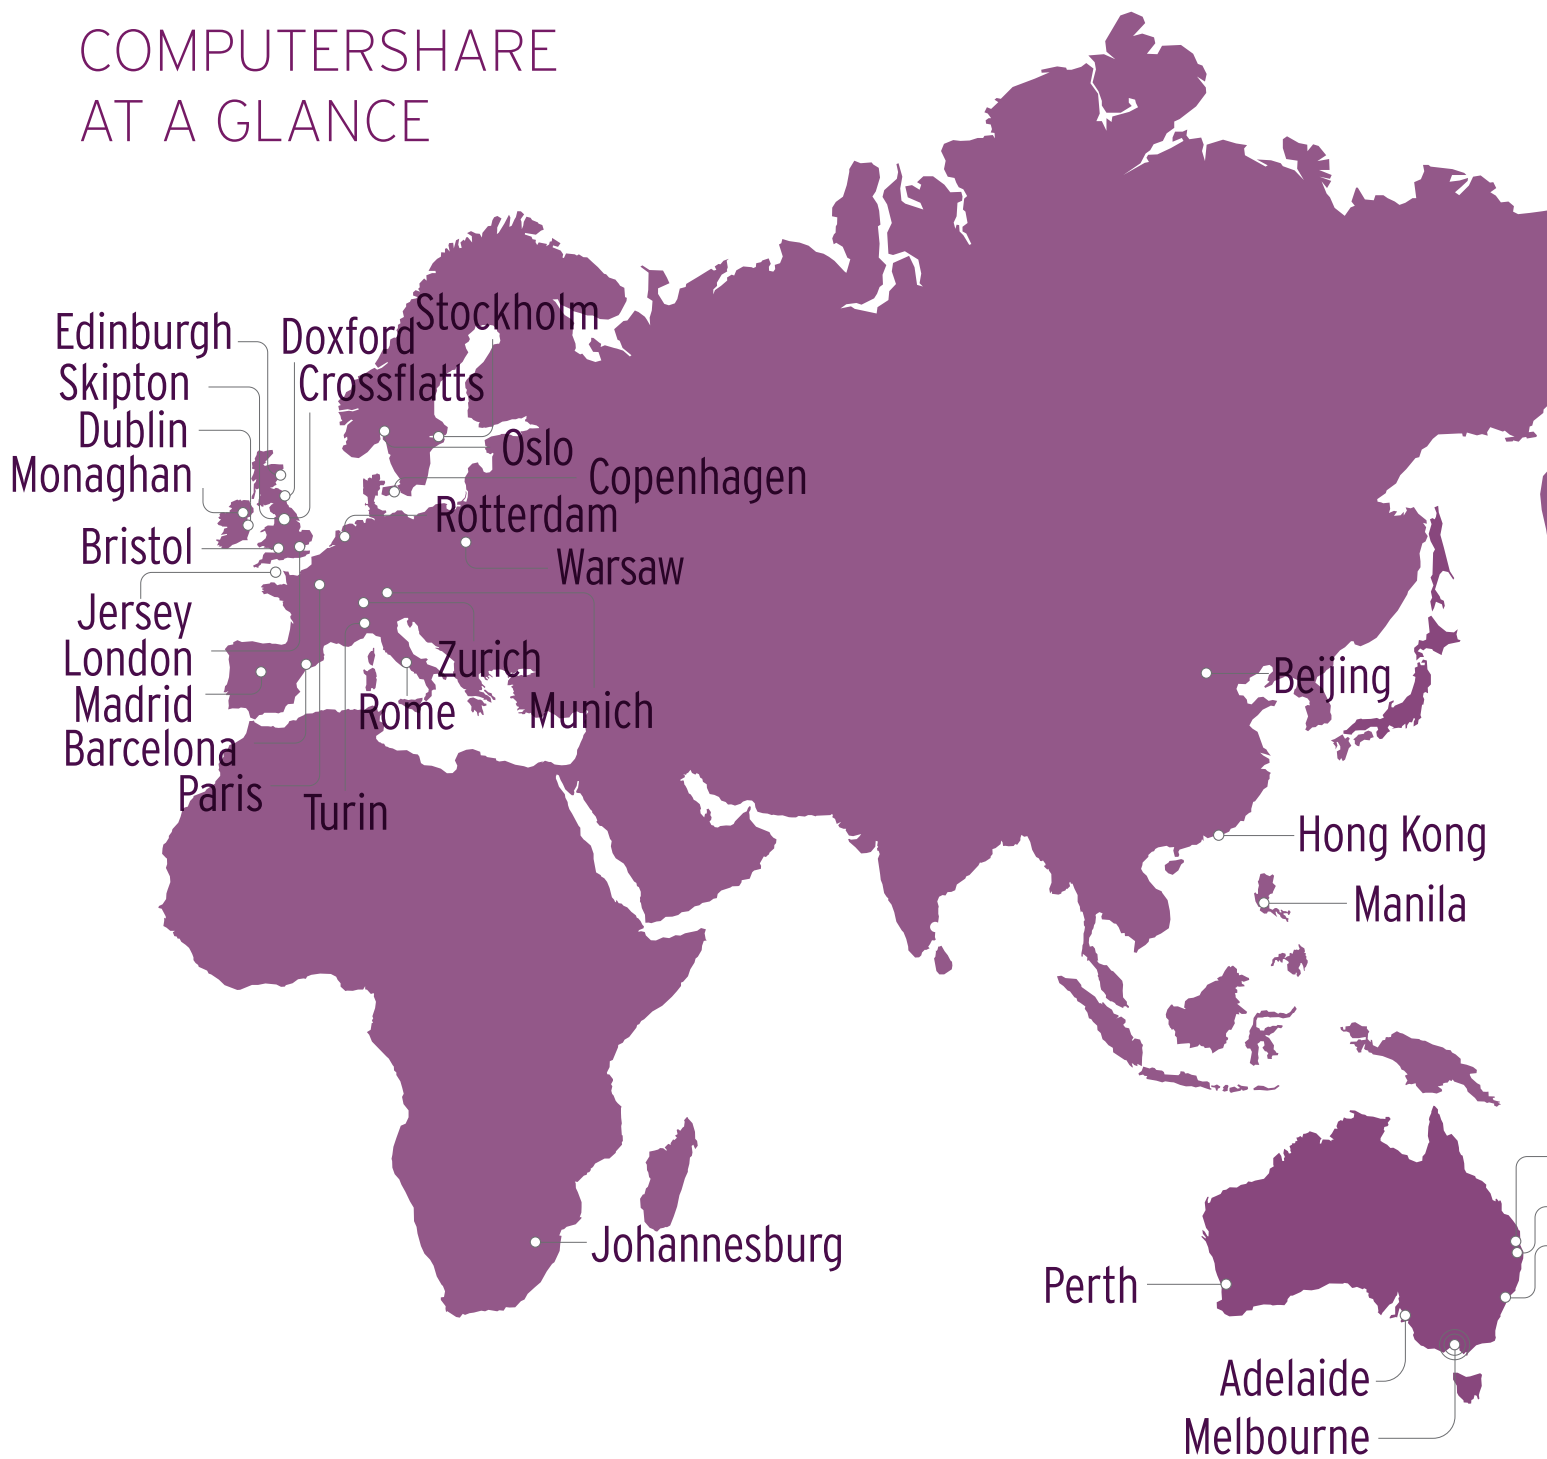 COMPUTERSHARE
AT A GLANCE
Stockholm
Edinburgh
Doxford
Skipton
Crossflatts
Dublin
Oslo
Monaghan
Copenhagen
Rotterdam
Bristol
Warsaw
Jersey
London
Zurich
Madrid
Rome
Munich
Barcelona
Paris
Turin
Beijing
Hong Kong
Manila
Johannesburg
Perth
Adelaide
Melbourne